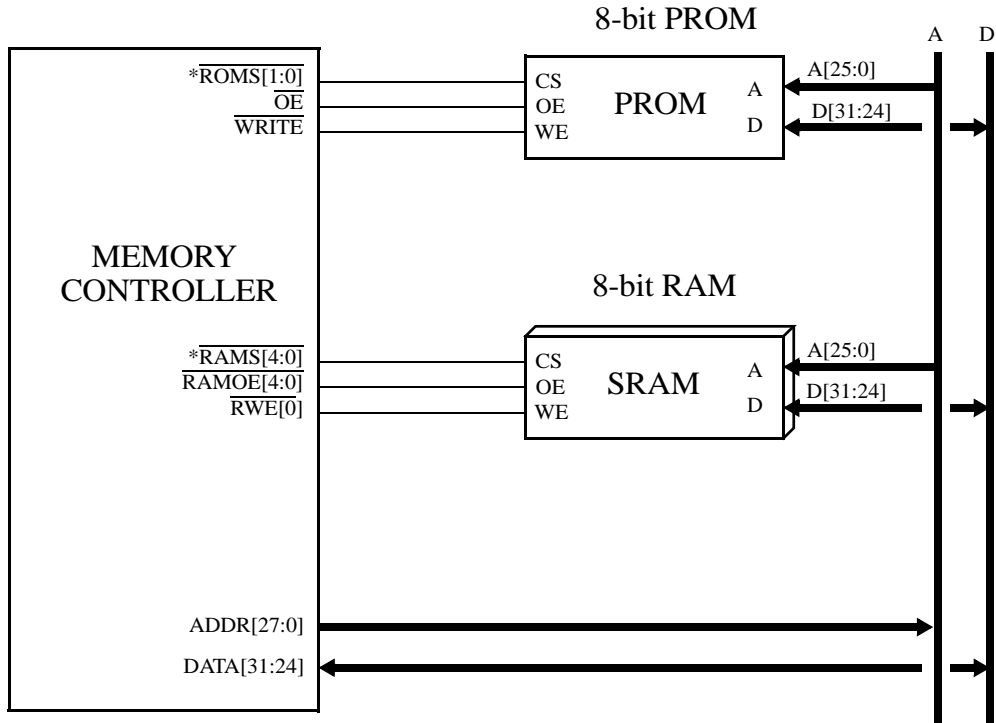 8-bit PROM
A D
*ROMS[1:0]
OE
WRITE
CS
OE
WE
PROM
A
D
A[25:0]
D[31:24]
MEMORY
CONTROLLER
8-bit RAM
*RAMS[4:0]
RAMOE[4:0]
RWE[0]
CS
OE
WE
SRAM
A
D
A[25:0]
D[31:24]
ADDR[27:0]
DATA[31:24]